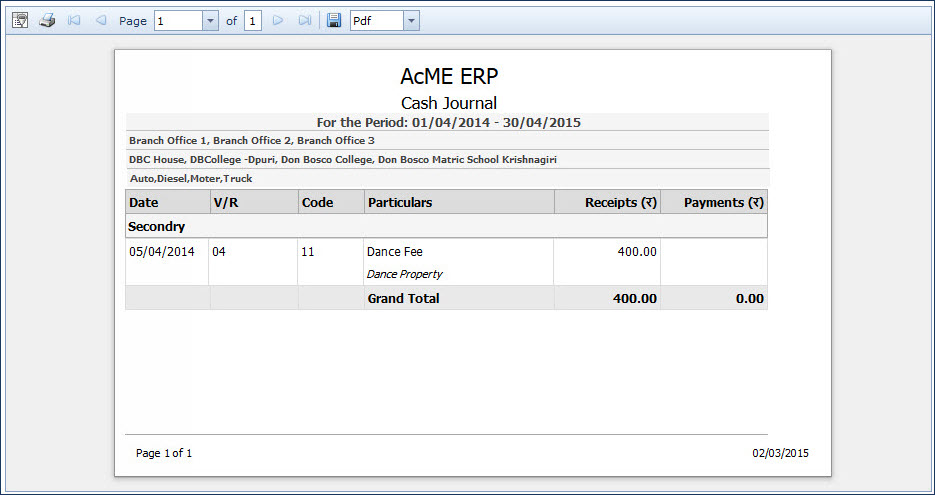 Page 1 of 1 Pdf
AcME ERP
Cash Journal
For the Period: 01/04/2014 - 30/04/2015
Branch Office 1, Branch Office 2, Branch Office 3
DBC House, DBCollege -Dpuri, Don Bosco College, Don Bosco Matric School Krishnagiri
Auto,Diesel,Moter,Truck
Date V/R Code Particulars Receipts (₹) Payments (₹)
Secondry
05/04/2014 04 11 Dance Fee 400.00
Dance Property
Grand Total 400.00 0.00
Page 1 of 1 02/03/2015